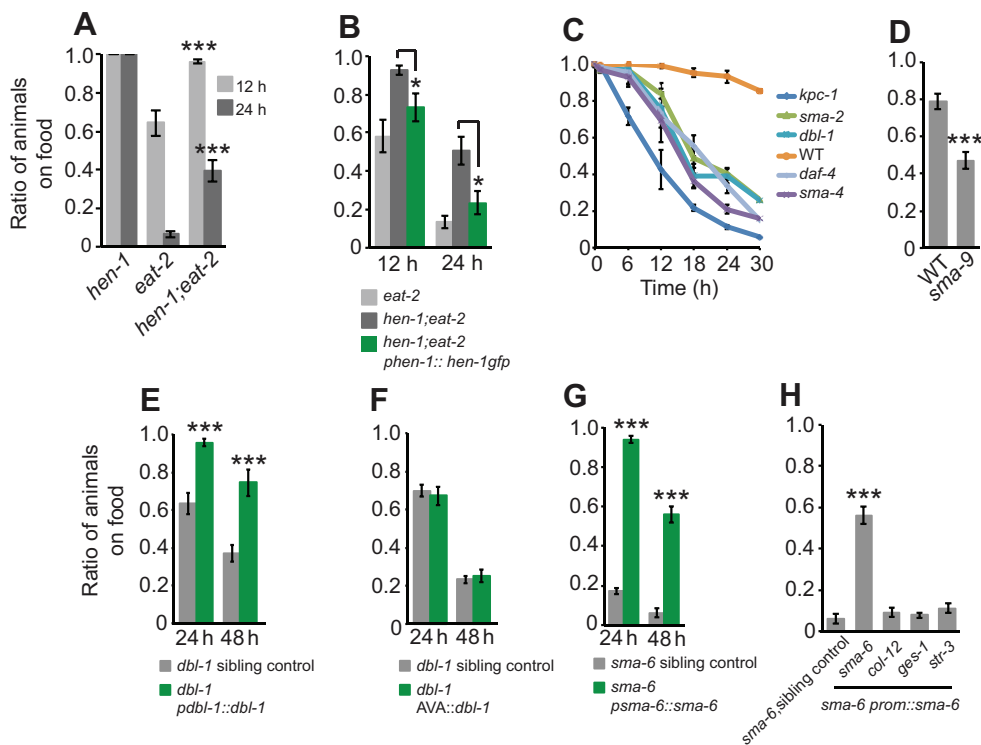 A
Ratio of animals
on food
1.0
0.8
0.6
0.4
0.2
0
***
***
12 h
24 h
hen-1
eat-2
hen-1;eat-2
B
1.0
0.8
0.6
0.4
0.2
0
*
*
12 h
24 h
eat-2
hen-1;eat-2
hen-1;eat-2
phen-1:: hen-1gfp
C
1.0
0.8
0.6
0.4
0.2
0
0
6
12
18
24
30
Time (h)
kpc-1
sma-2
dbl-1
WT
daf-4
sma-4
D
1.0
0.8
0.6
0.4
0.2
0
***
WT
sma-9
E
Ratio of animals
on food
1.0
0.8
0.6
0.4
0.2
0
***
***
24 h
48 h
dbl-1 sibling control
dbl-1
pdbl-1::dbl-1
F
1.0
0.8
0.6
0.4
0.2
0
24 h
48 h
dbl-1 sibling control
dbl-1
AVA::dbl-1
G
1.0
0.8
0.6
0.4
0.2
0
***
***
24 h
48 h
sma-6 sibling control
sma-6
psma-6::sma-6
H
1.0
0.8
0.6
0.4
0.2
0
***
sma-6,sibling control
sma-6
col-12
ges-1
str-3
sma-6 prom::sma-6